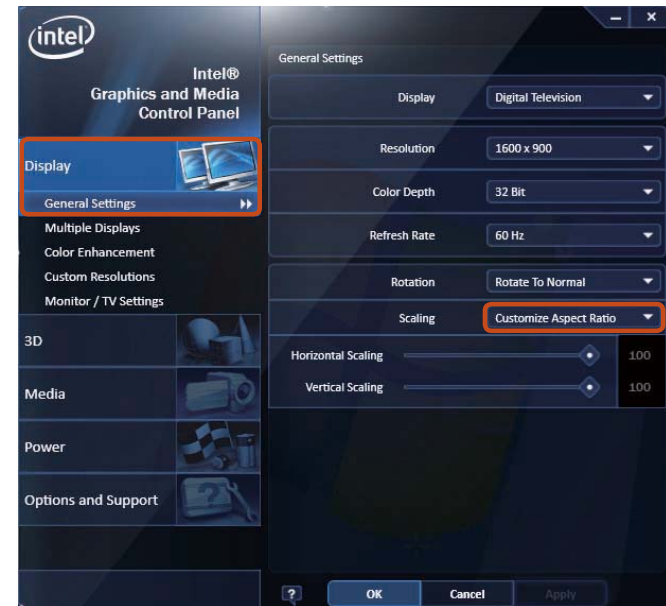 intel
Intel®
Graphics and Media
Control Panel
Display
General Settings
Multiple Displays
Color Enhancement
Custom Resolutions
Monitor / TV Settings
3D
Media
Power
Options and Support
General Settings
Display Digital Television
Resolution 1600 x 900
Color Depth 32 Bit
Refresh Rate 60 Hz
Rotation Rotate To Normal
Scaling Customize Aspect Ratio
Horizontal Scaling 100
Vertical Scaling 100
? OK Cancel Apply